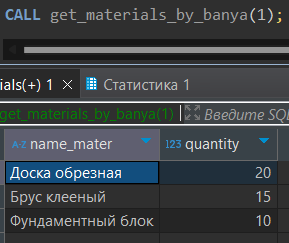 CALL get_materials_by_banya(1);
ials(+) 1 Статистика 1
get_materials_by_banya(1) Введите SQL
A-Z name_mater 123 quantity
Доска обрезная 20
Брус клееный 15
Фундаментный блок 10